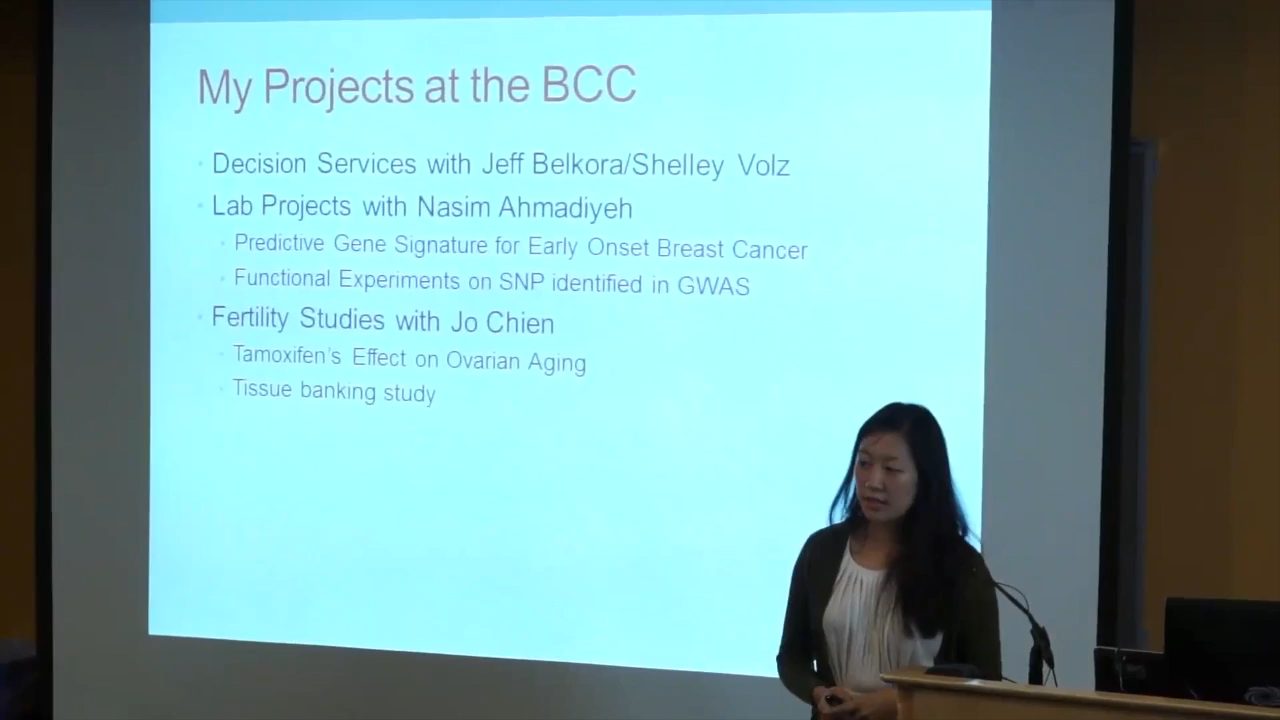 My Projects at the BCC
Decision Services with Jeff Belkora/Shelley Volz
Lab Projects with Nasim Ahmadiyeh
Predictive Gene Signature for Early Onset Breast Cancer
Functional Experiments on SNP identified in GWAS
Fertility Studies with Jo Chien
Tamoxifen's Effect on Ovarian Aging
Tissue banking study